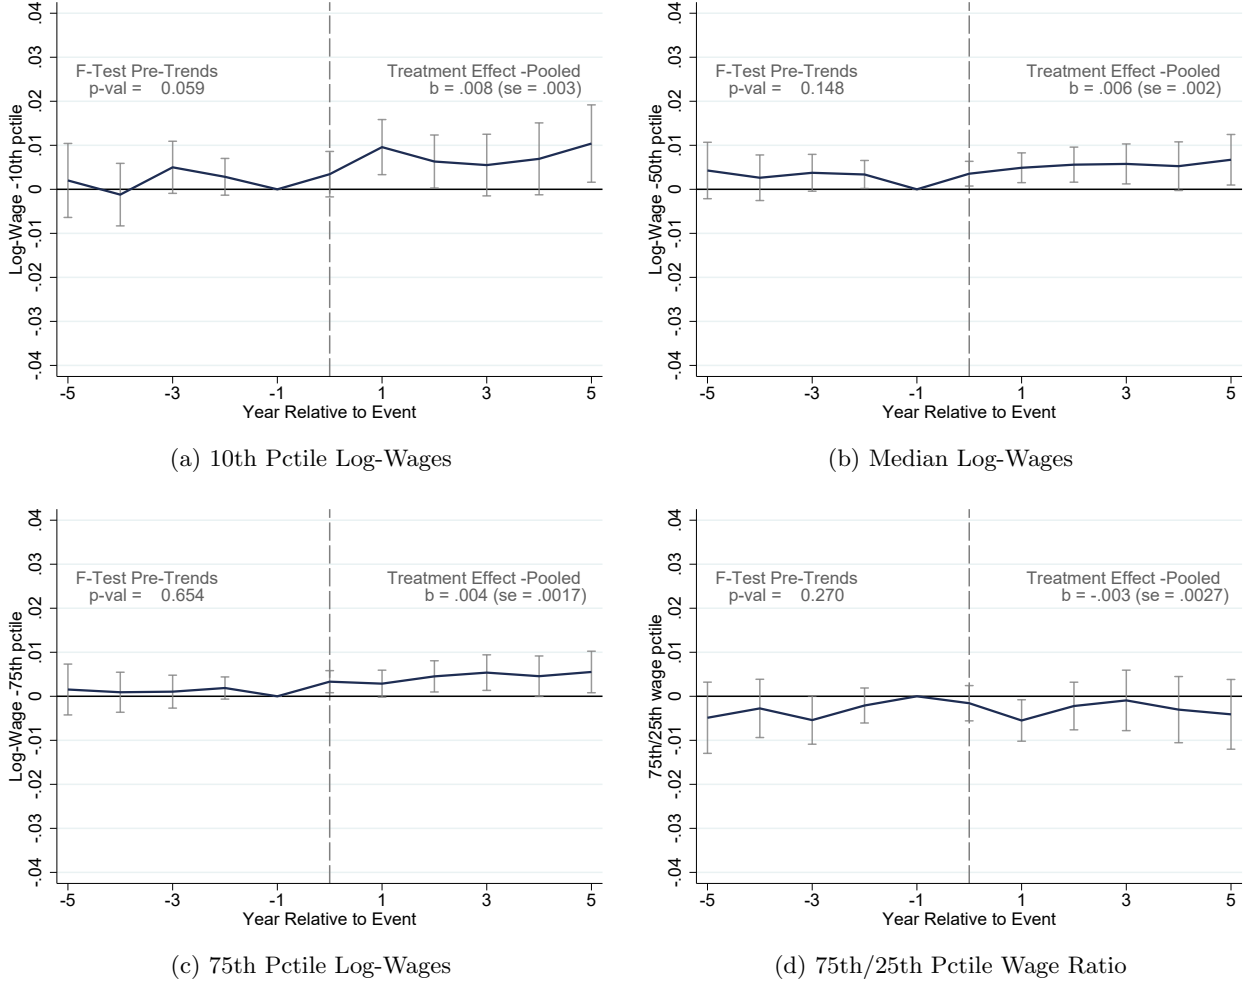 .04
.03
.02
.01
0
-.01
-.02
-.03
-.04
Log-Wage -10th pctile
F-Test Pre-Trends
p-val = 0.059
Treatment Effect -Pooled
b = .008 (se = .003)
-5 -3 -1 1 3 5
Year Relative to Event
(a) 10th Pctile Log-Wages
.04
.03
.02
.01
0
-.01
-.02
-.03
-.04
Log-Wage -50th pctile
F-Test Pre-Trends
p-val = 0.148
Treatment Effect -Pooled
b = .006 (se = .002)
-5 -3 -1 1 3 5
Year Relative to Event
(b) Median Log-Wages
.04
.03
.02
.01
0
-.01
-.02
-.03
-.04
Log-Wage -75th pctile
F-Test Pre-Trends
p-val = 0.654
Treatment Effect -Pooled
b = .004 (se = .0017)
-5 -3 -1 1 3 5
Year Relative to Event
(c) 75th Pctile Log-Wages
.04
.03
.02
.01
0
-.01
-.02
-.03
-.04
75th/25th wage pctile
F-Test Pre-Trends
p-val = 0.270
Treatment Effect -Pooled
b = -.003 (se = .0027)
-5 -3 -1 1 3 5
Year Relative to Event
(d) 75th/25th Pctile Wage Ratio